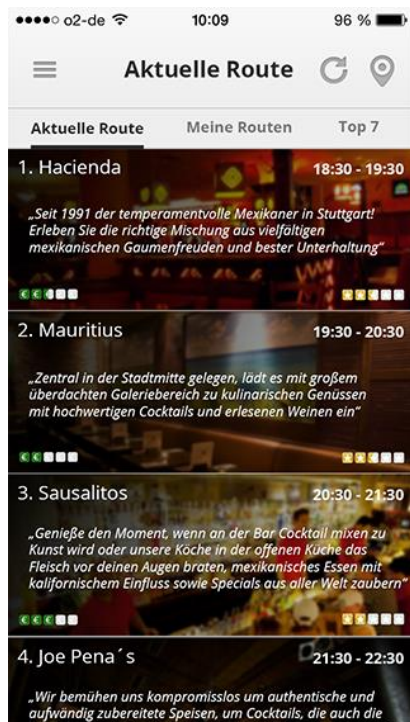 o2-de 10:09 96 %
Aktuelle Route
Aktuelle Route Meine Routen Top 7
1. Hacienda 18:30 - 19:30
„Seit 1991 der temperamentvolle Mexikaner in Stuttgart!
Erleben Sie die richtige Mischung aus vielfältigen
mexikanischen Gaumenfreuden und bester Unterhaltung“
2. Mauritius 19:30 - 20:30
„Zentral in der Stadtmitte gelegen, lädt es mit großem
überdachten Galeriebereich zu kulinarischen Genüssen
mit hochwertigen Cocktails und erlesenen Weinen ein“
3. Sausalitos 20:30 - 21:30
„Genieße den Moment, wenn an der Bar Cocktail mixen zu
Kunst wird oder unsere Köche in der offenen Küche das
Fleisch vor deinen Augen braten, mexikanisches Essen mit
kalifornischem Einfluss sowie Specials aus aller Welt zaubern“
4. Joe Pena´s 21:30 - 22:30
„Wir bemühen uns kompromisslos um authentische und
aufwändig zubereitete Speisen, um Cocktails, die auch die